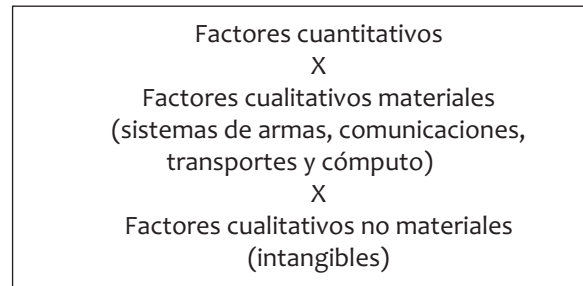 Factores cuantitativos
X
Factores cualitativos materiales
(sistemas de armas, comunicaciones,
transportes y cómputo)
X
Factores cualitativos no materiales
(intangibles)